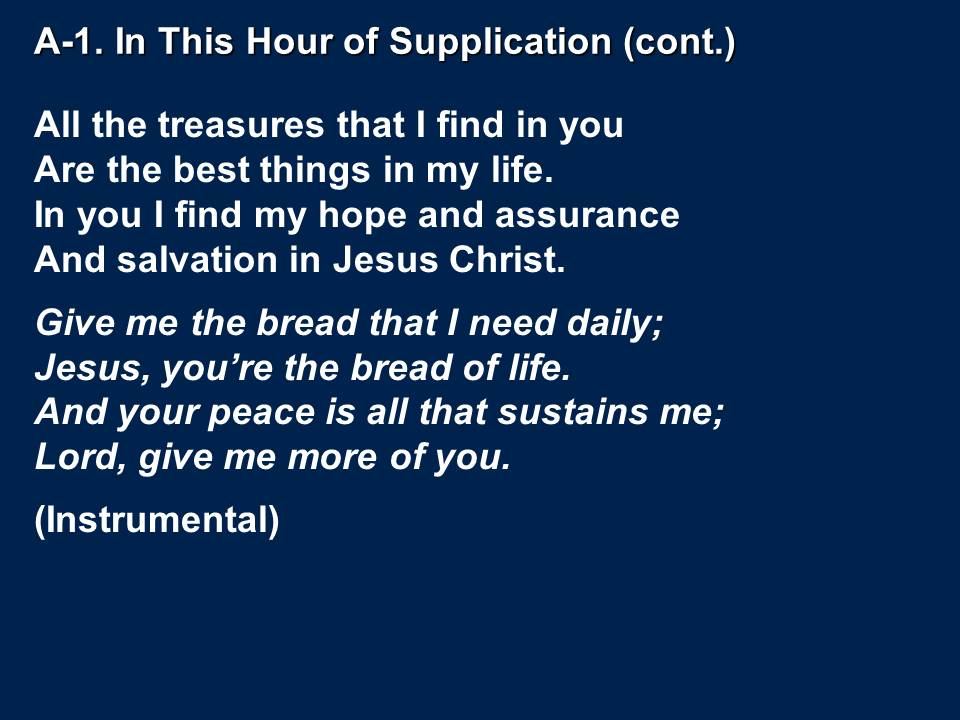 A-1. In This Hour of Supplication (cont.)
All the treasures that I find in you
Are the best things in my life.
In you I find my hope and assurance
And salvation in Jesus Christ.
Give me the bread that I need daily;
Jesus, you’re the bread of life.
And your peace is all that sustains me;
Lord, give me more of you.
(Instrumental)